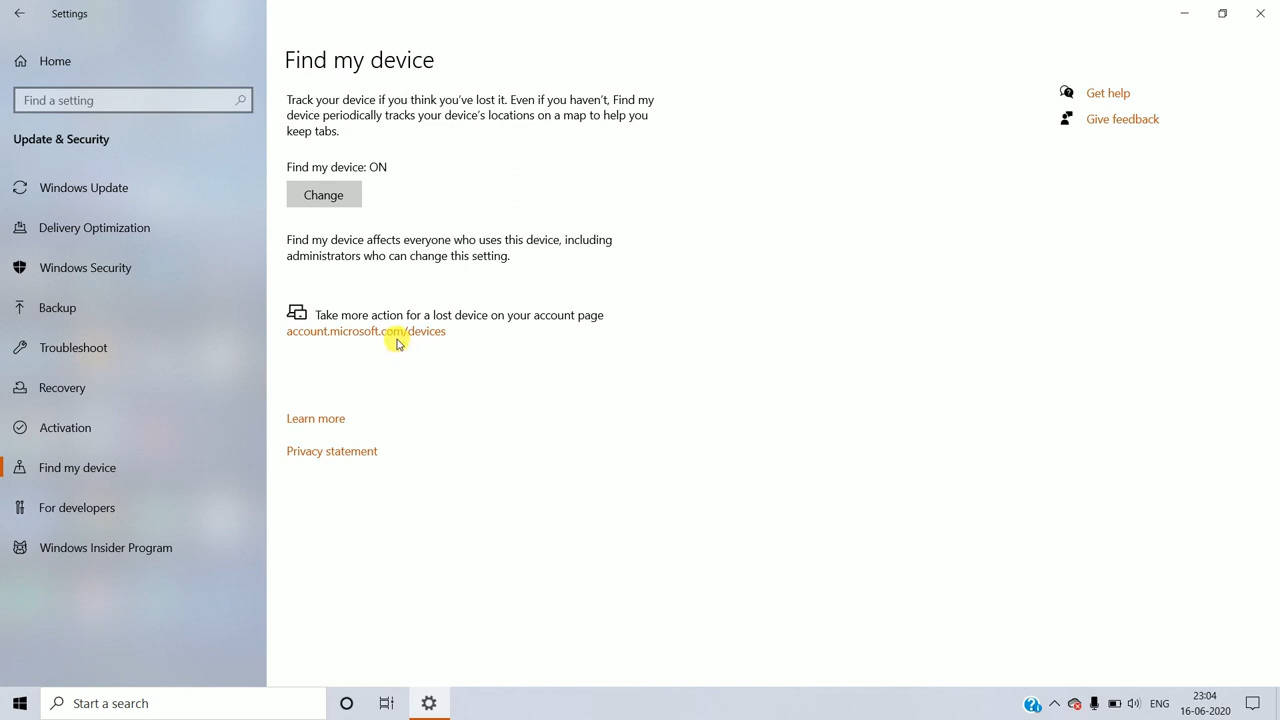 Settings
Home
Find a setting
Update & Security
Windows Update
Delivery Optimization
Windows Security
Backup
Troubleshoot
Recovery
Activation
Find my device
For developers
Windows Insider Program
Find my device
Track your device if you think you've lost it. Even if you haven't, Find my
device periodically tracks your device's locations on a map to help you
keep tabs.
Find my device: ON
Change
Find my device affects everyone who uses this device, including
administrators who can change this setting.
Take more action for a lost device on your account page
account.microsoft.com/devices
Learn more
Privacy statement
Get help
Give feedback
Start search
ENG
23:04
16-06-2020